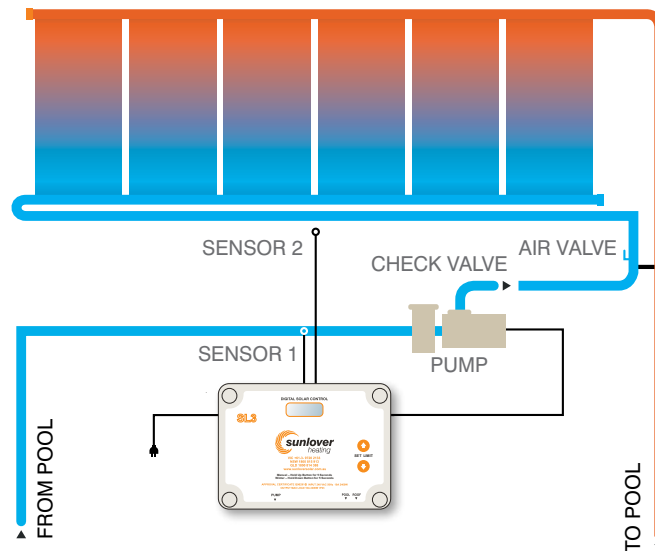 SENSOR 2
AIR VALVE
CHECK VALVE
SENSOR 1
PUMP
DIGITAL SOLAR CONTROL
SL3
sunlover
heating
SET LIMIT
PUMP
POOL ROOF
FROM POOL
TO POOL